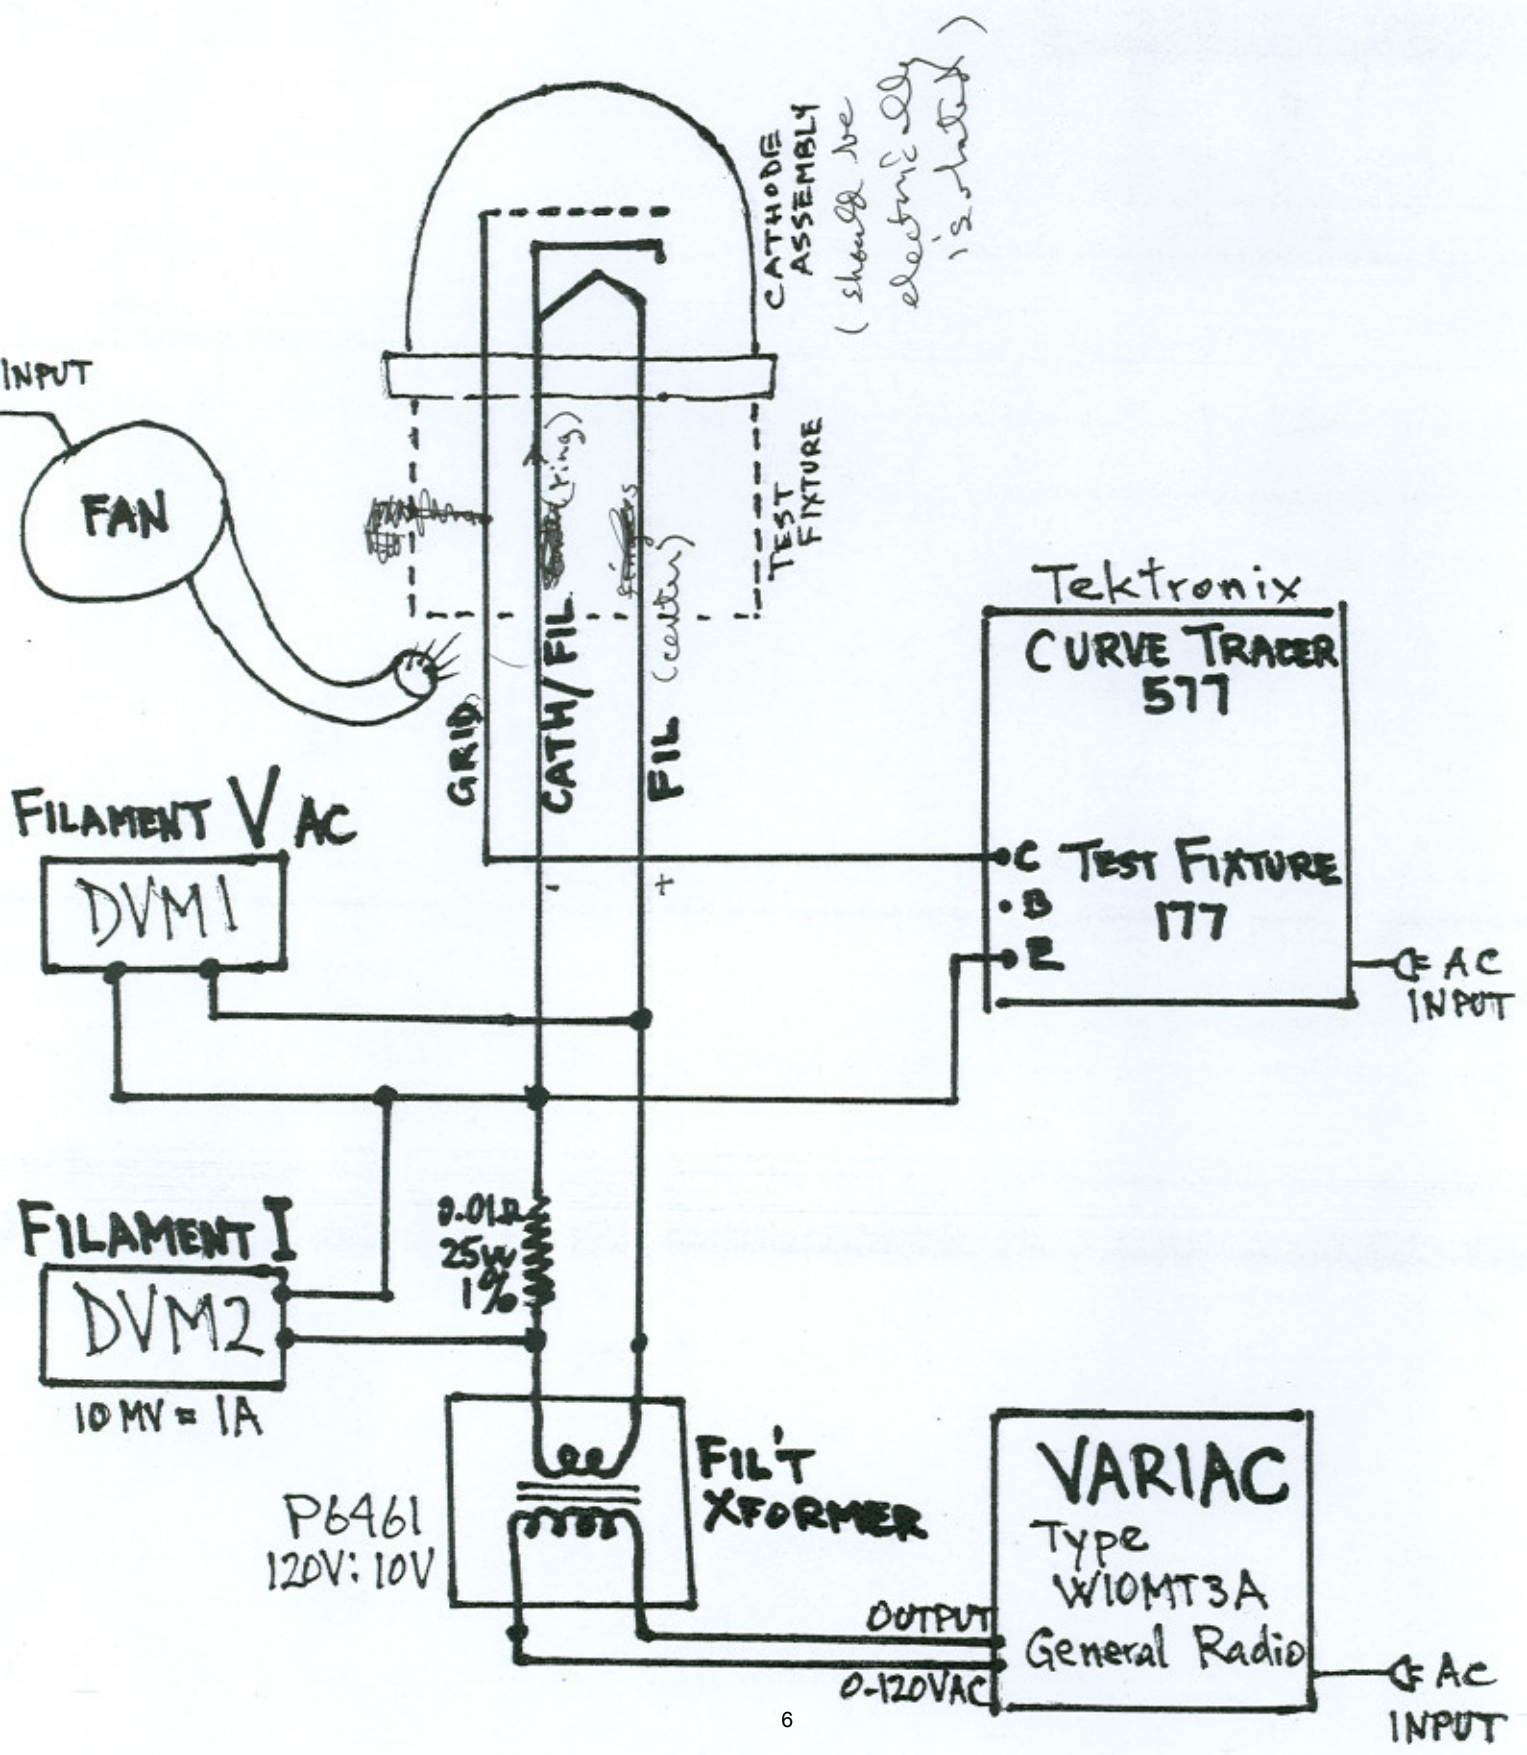 CATHODE
ASSEMBLY
(should be
electrically
isolated)
INPUT
FAN
TEST
FIXTURE
(ring)
(center)
GRID
CATH/FIL
FIL
-
+
Tektronix
CURVE TRACER
577
C TEST FIXTURE
B 177
E
AC
INPUT
FILAMENT V AC
DVM1
FILAMENT I
DVM2
10 MV = 1A
0.01Ω
25W
1%
FIL'T
XFORMER
P6461
120V: 10V
VARIAC
Type
W10MT3A
General Radio
OUTPUT
0-120VAC
AC
INPUT
6